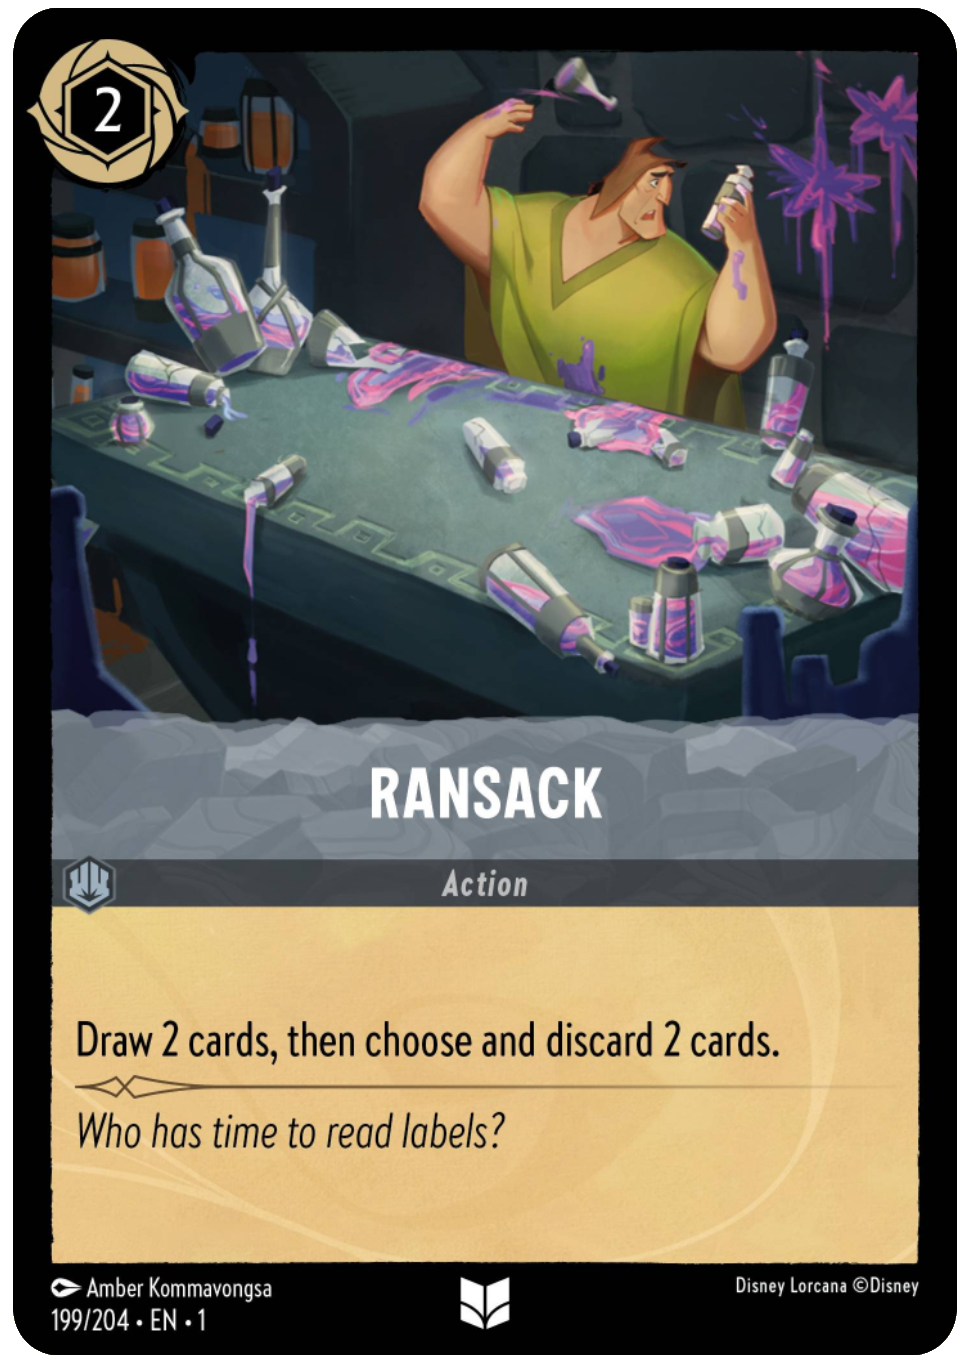 2
RANSACK
Action
Draw 2 cards, then choose and discard 2 cards.
Who has time to read labels?
Amber Kommavongsa
Disney Lorcana ©Disney
199/204 • EN • 1